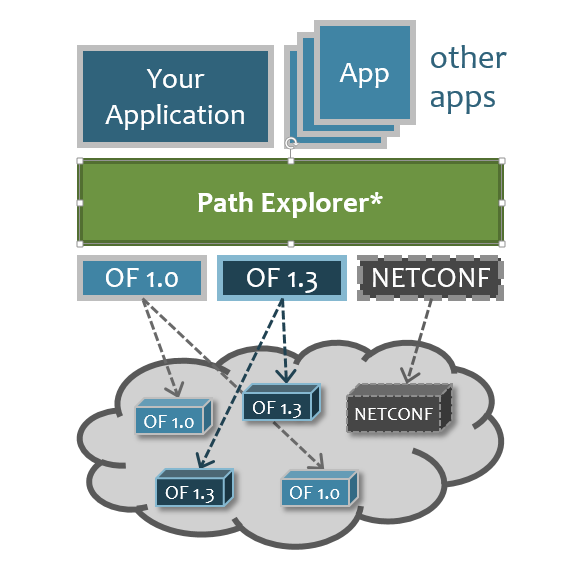 Your
Application
App
other
apps
Path Explorer*
OF 1.0
OF 1.3
NETCONF
OF 1.3
OF 1.0
NETCONF
OF 1.3
OF 1.0